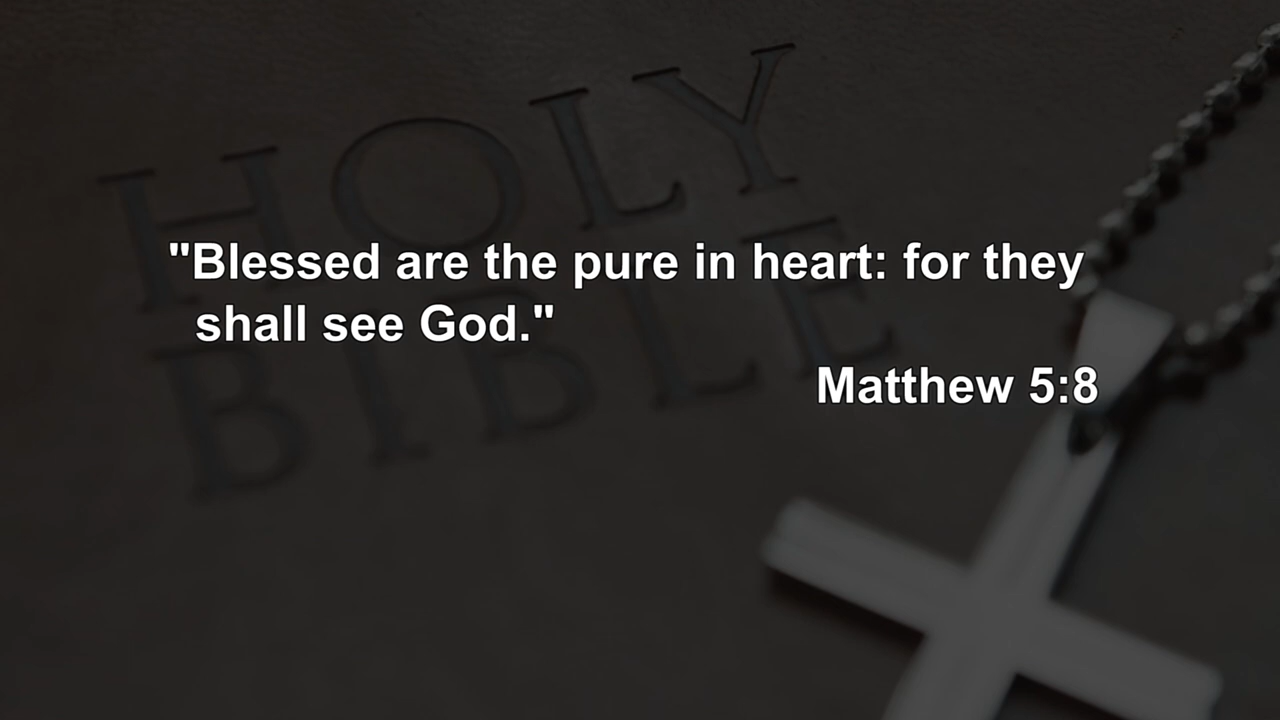 HOLY
BIBLE
"Blessed are the pure in heart: for they
shall see God."
Matthew 5:8